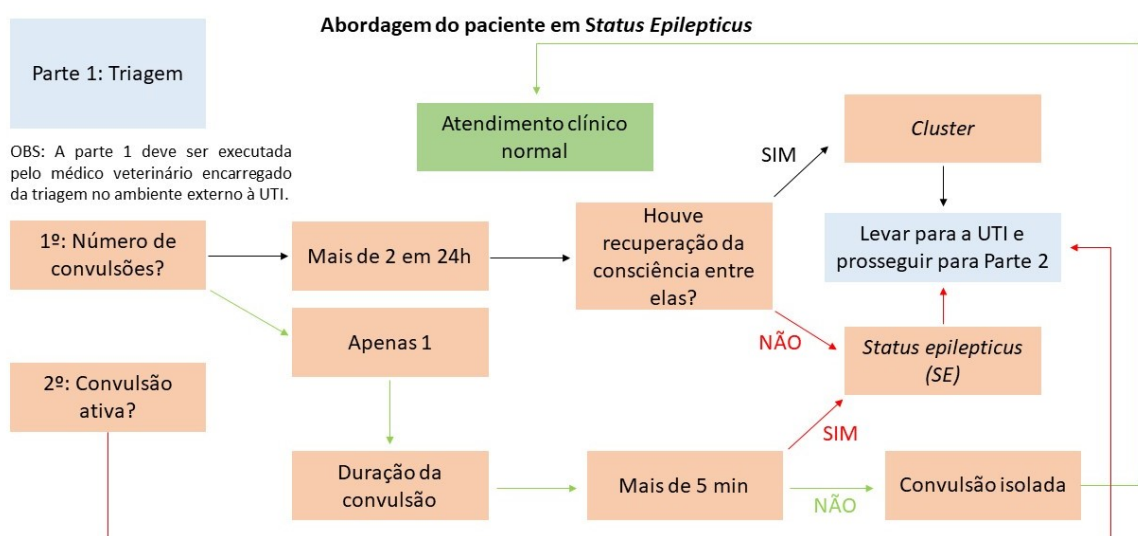 Abordagem do paciente em Status Epilepticus
Parte 1: Triagem
OBS: A parte 1 deve ser executada
pelo médico veterinário encarregado
da triagem no ambiente externo à UTI.
Atendimento clínico
normal
Cluster
SIM
1º: Número de
convulsões?
Mais de 2 em 24h
Houve
recuperação da
consciência entre
elas?
Levar para a UTI e
prosseguir para Parte 2
Apenas 1
NÃO
Status epilepticus
(SE)
2º: Convulsão
ativa?
SIM
Duração da
convulsão
Mais de 5 min
NÃO
Convulsão isolada